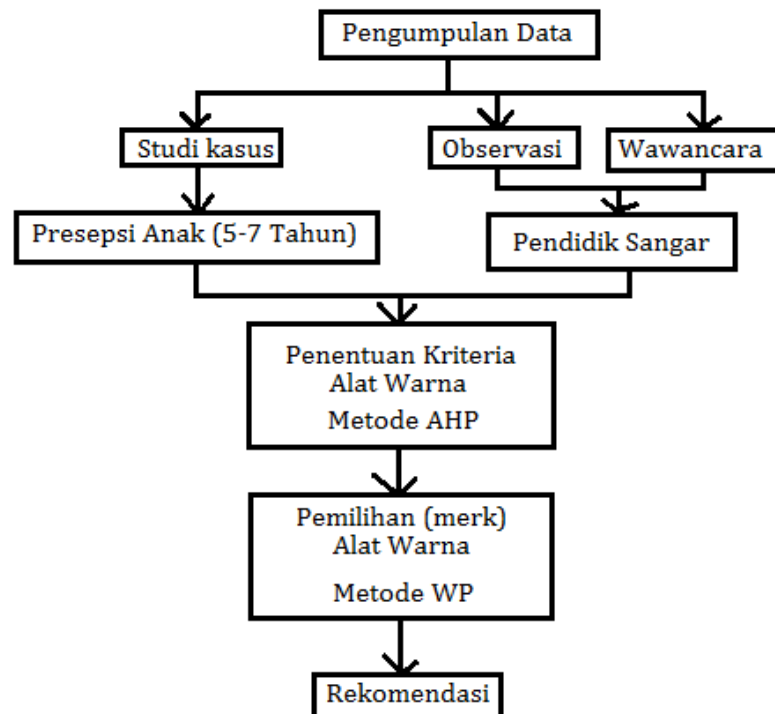 Pengumpulan Data
Studi kasus
Observasi
Wawancara
Presepsi Anak (5-7 Tahun)
Pendidik Sangar
Penentuan Kriteria
Alat Warna
Metode AHP
Pemilihan (merk)
Alat Warna
Metode WP
Rekomendasi